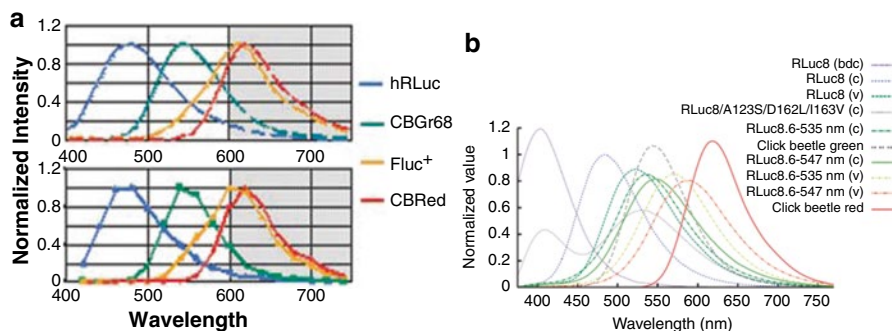 a
Normalized Intensity
1.2
0.8
0.4
0
400 500 600 700
1.2
0.8
0.4
0
400 500 600 700
Wavelength
hRLuc
CBGr68
Fluc+
CBRed
b
RLuc8 (bdc)
RLuc8 (c)
RLuc8 (v)
RLuc8/A123S/D162L/I163V (c)
RLuc8.6-535 nm (c)
Click beetle green
RLuc8.6-547 nm (c)
RLuc8.6-535 nm (v)
RLuc8.6-547 nm (v)
Click beetle red
Normalized value
1.2
1
0.8
0.6
0.4
0.2
0
400 450 500 550 600 650 700 750
Wavelength (nm)